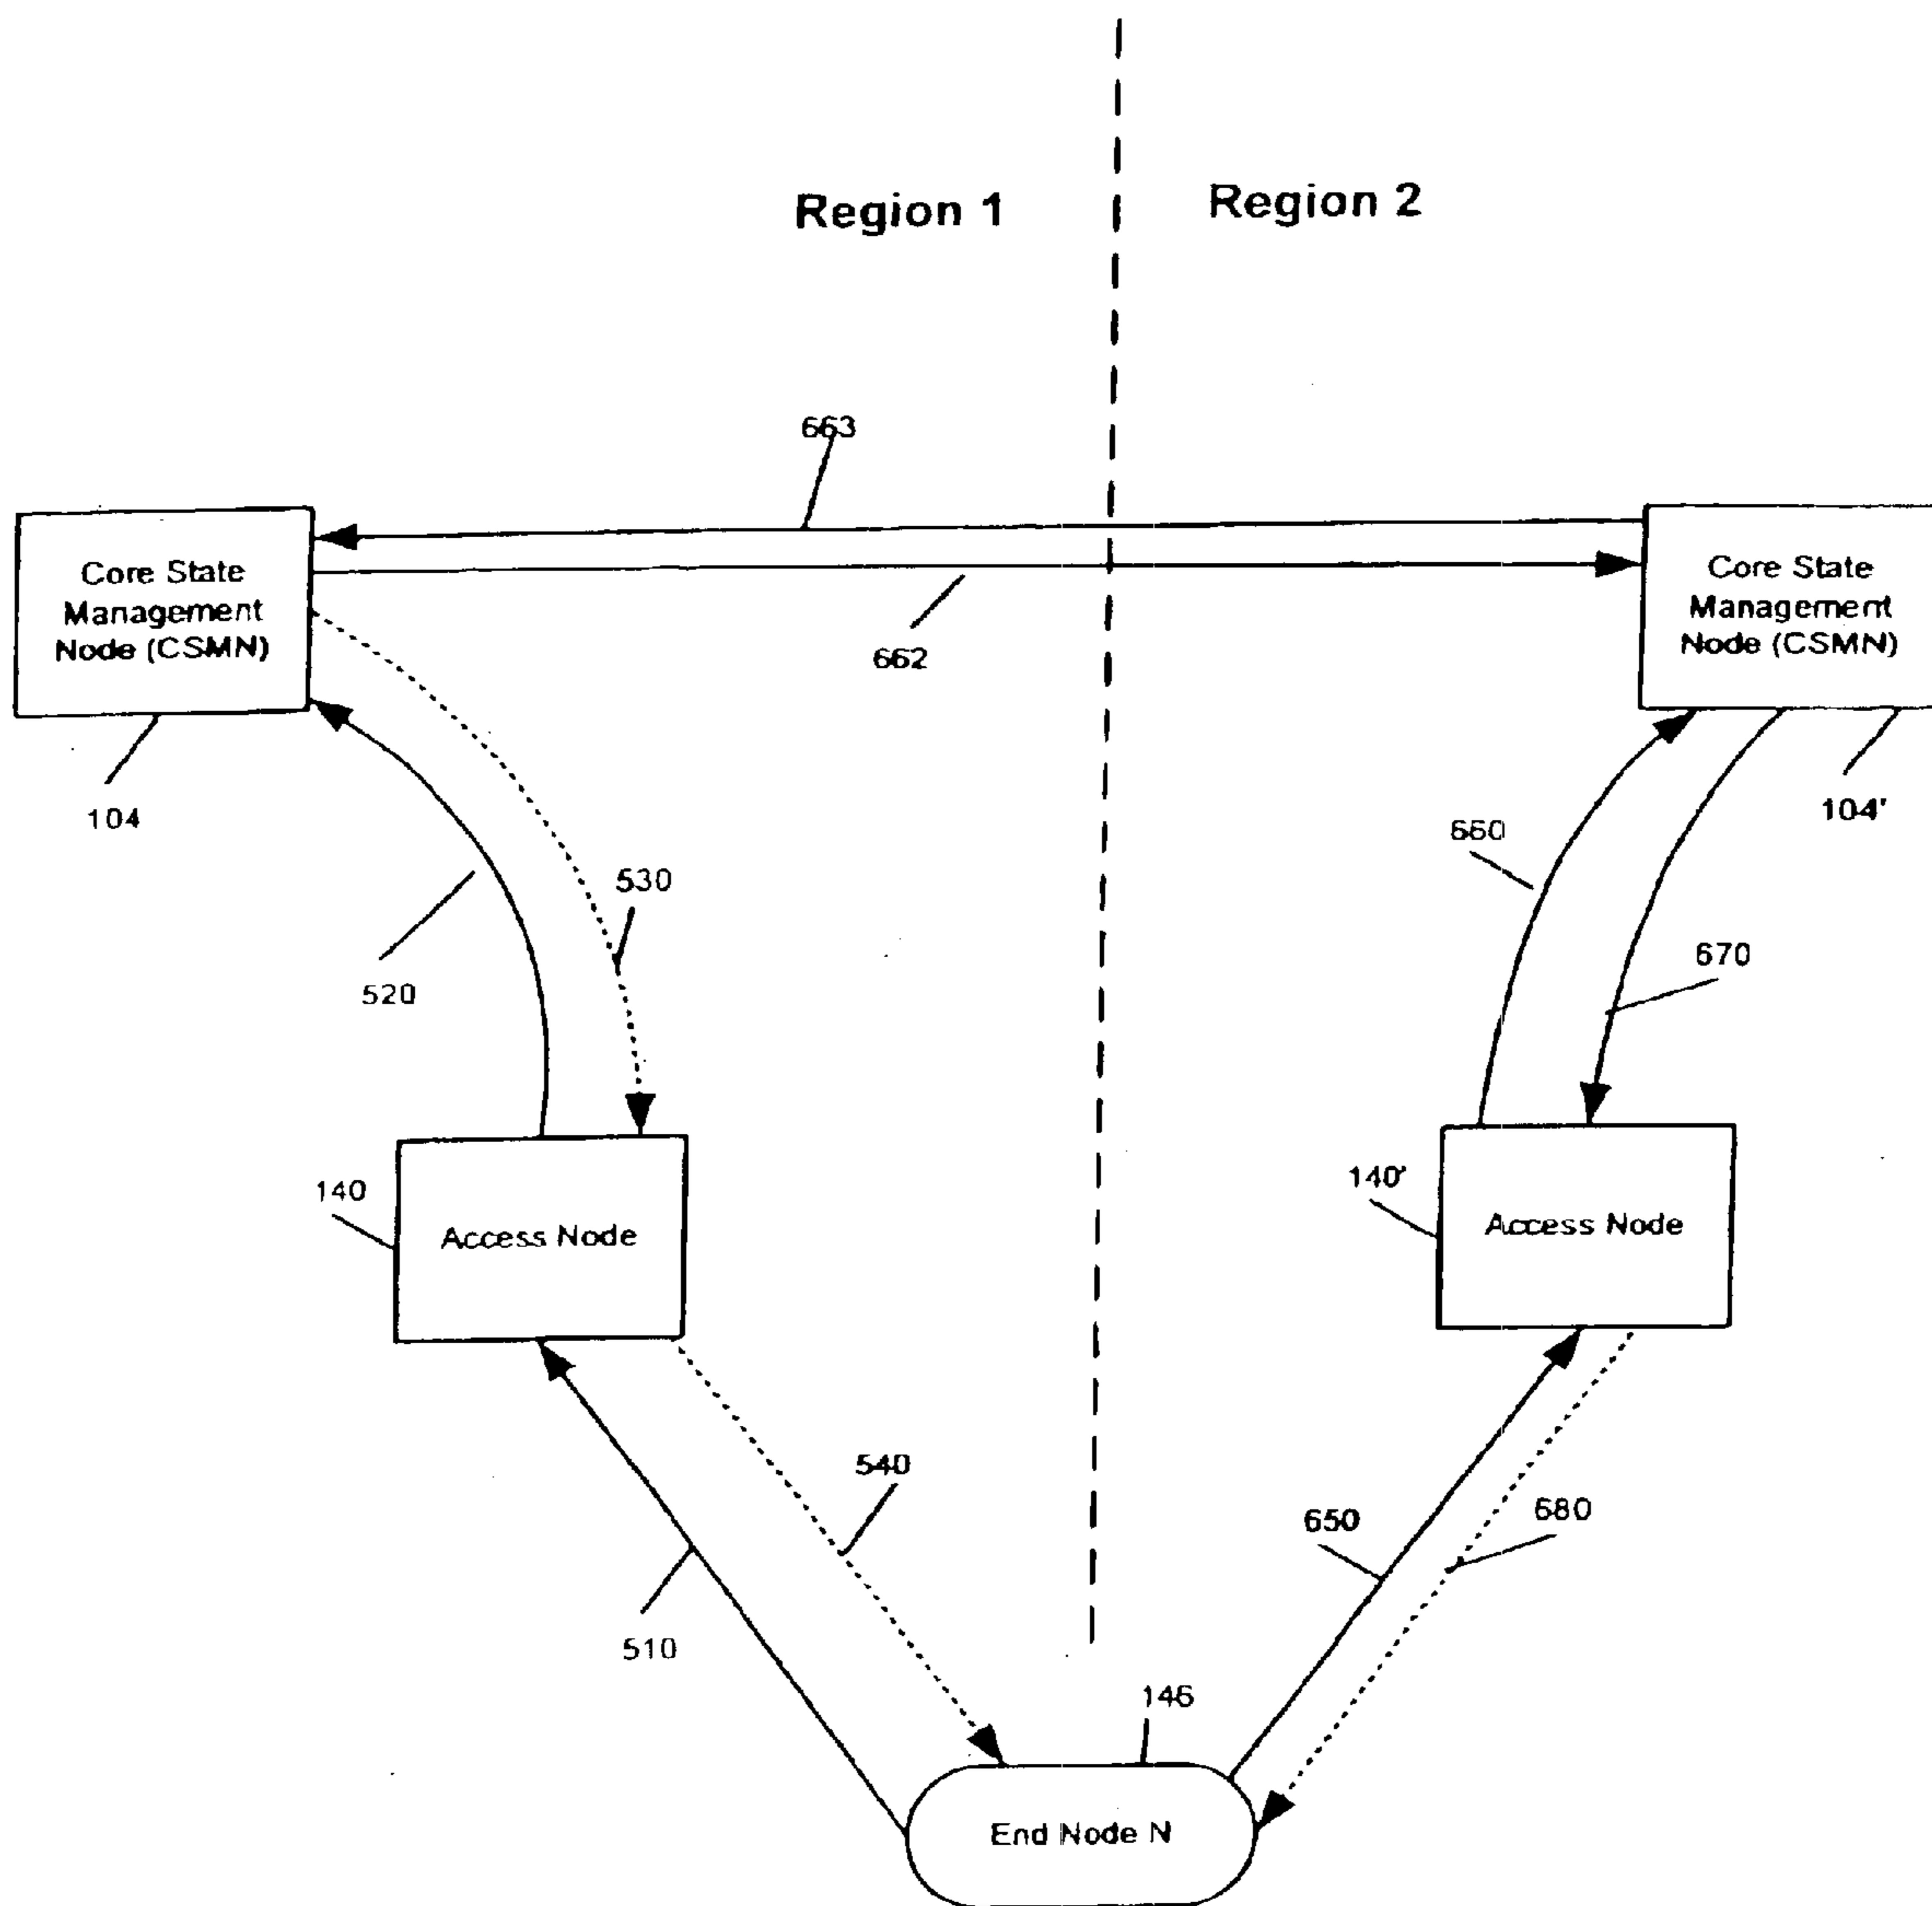 Region 1
Region 2
663
Core State
Management
Node (CSMN)
Core State
Management
Node (CSMN)
662
104
104'
660
530
520
670
140
140'
Access Node
Access Node
540
650
680
510
146
End Node N